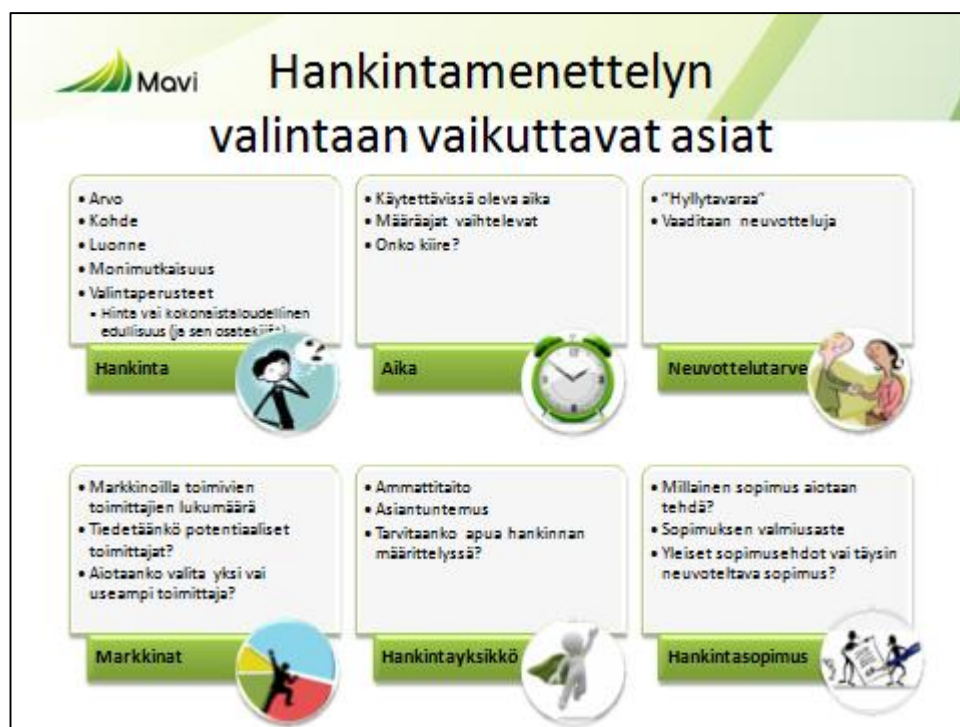 Mavi
Hankintamenettelyn
valintaan vaikuttavat asiat
• Arvo
• Kohde
• Luonne
• Monimutkaisuus
• Valintaperusteet
• Hinta vai kokonaistaloudellinen
edullisuus (ja sen osatekijät)
Hankinta
• Käytettävissä oleva aika
• Määräajat vaihtelevat
• Onko kiire?
Aika
• "Hyllytavaraa"
• Vaaditaan neuvotteluja
Neuvottelutarve
• Markkinoilla toimivien
toimittajien lukumäärä
• Tiedetäänkö potentiaaliset
toimittajat?
• Aiotaanko valita yksi vai
useampi toimittaja?
Markkinat
• Ammattitaito
• Asiantuntemus
• Tarvitaanko apua hankinnan
määrittelyssä?
Hankintayksikkö
• Millainen sopimus aiotaan
tehdä?
• Sopimuksen valmiusaste
• Yleiset sopimusehdot vai täysin
neuvoteltava sopimus?
Hankintasopimus